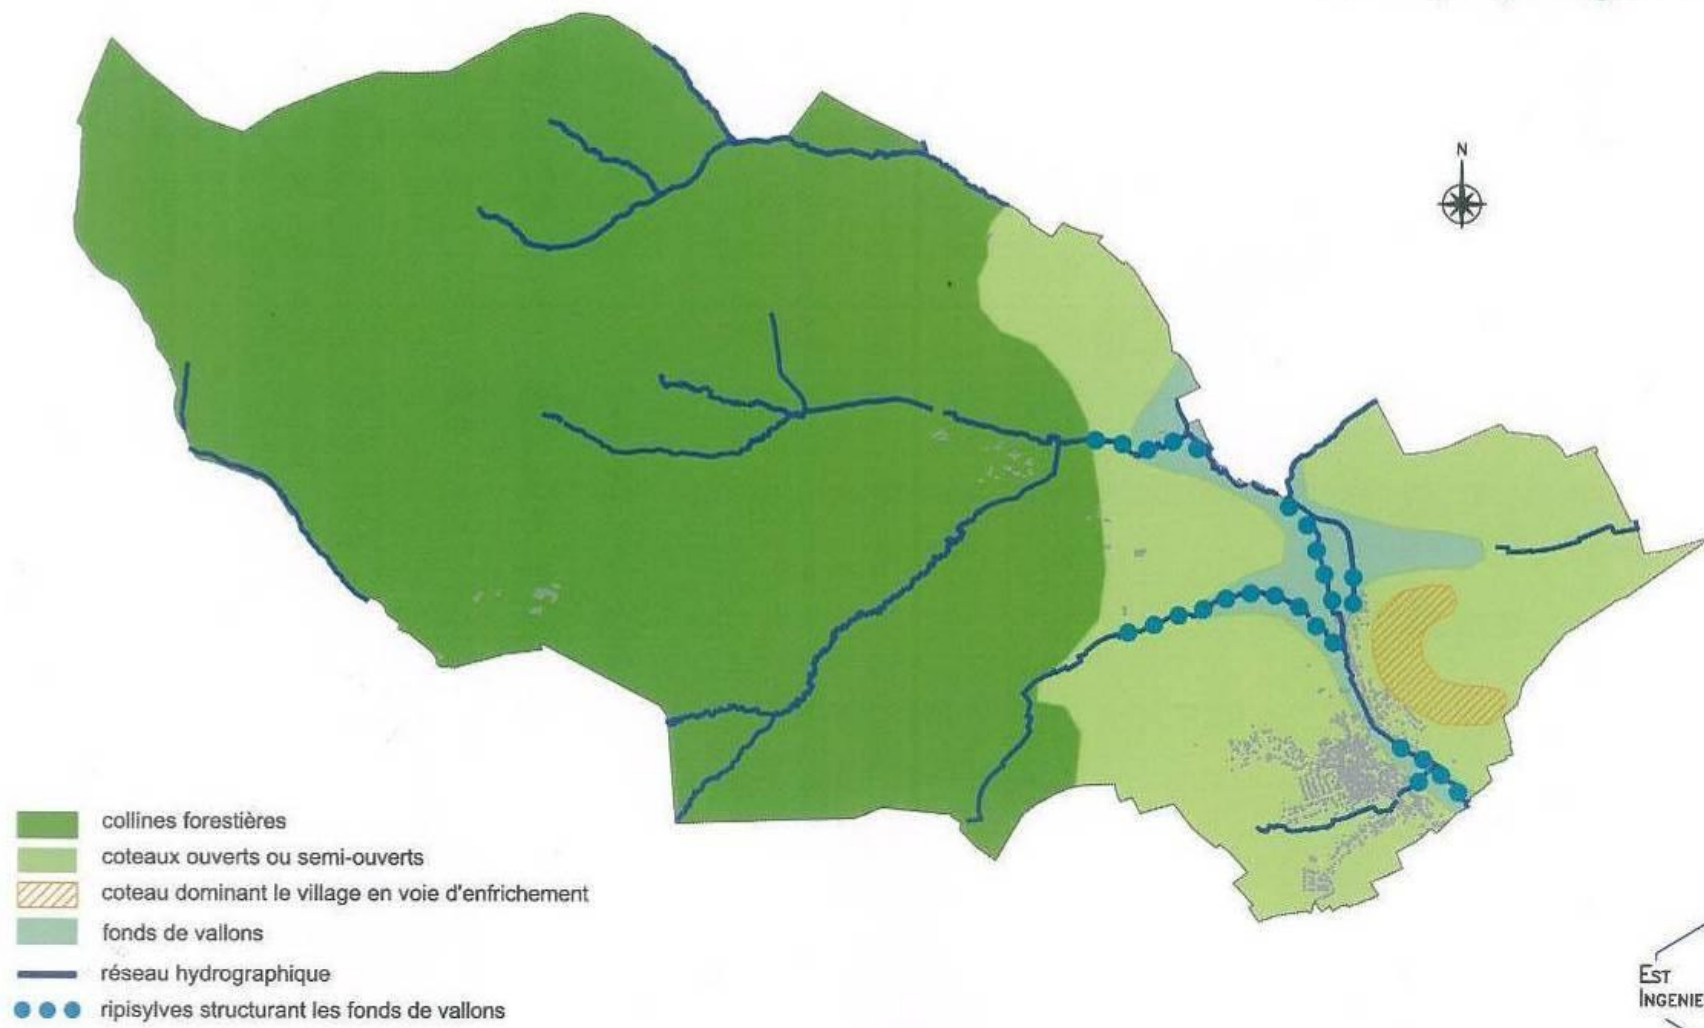 N
collines forestières
coteaux ouverts ou semi-ouverts
coteau dominant le village en voie d'enfrichement
fonds de vallons
réseau hydrographique
ripisylves structurant les fonds de vallons
EST
INGENIE